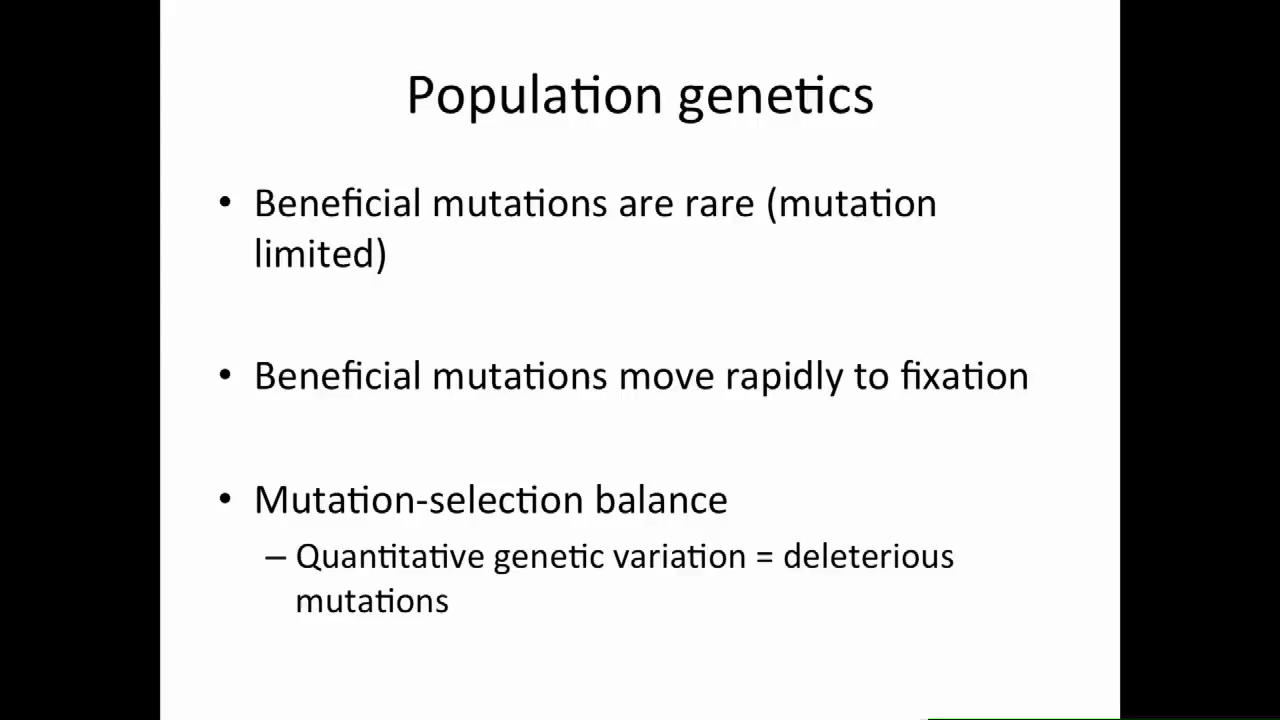 Population genetics
• Beneficial mutations are rare (mutation
limited)
• Beneficial mutations move rapidly to fixation
• Mutation-selection balance
– Quantitative genetic variation = deleterious
mutations